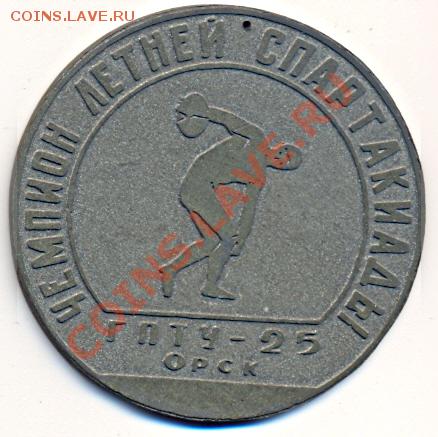 COINS.LAVE.RU
ЧЕМПИОН ЛЕТНЕЙ СПАРТАКИАДЫ
COINS.LAVE.RU
ПТУ-25
ОРСК